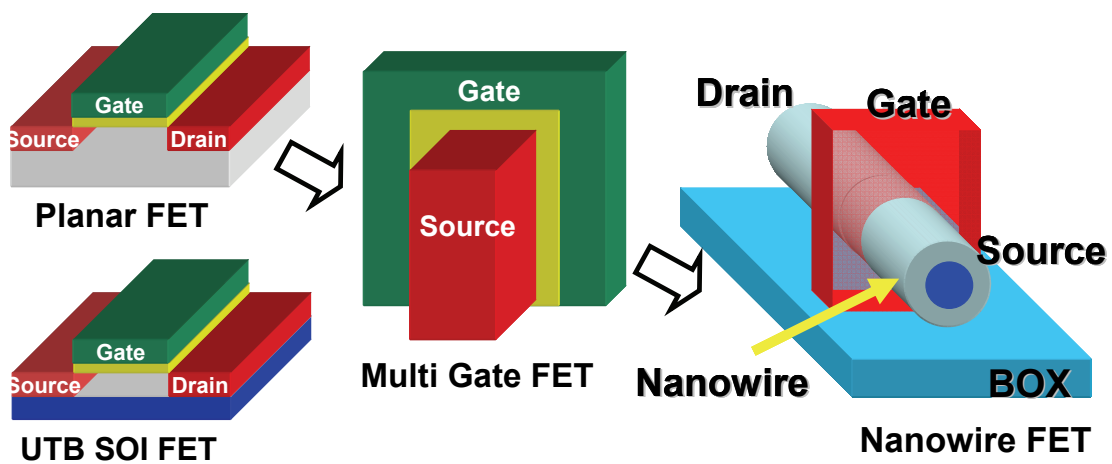 Gate
Source
Drain
Planar FET
Gate
Source
Drain
UTB SOI FET
Gate
Source
Multi Gate FET
Drain
Gate
Source
Nanowire
BOX
Nanowire FET